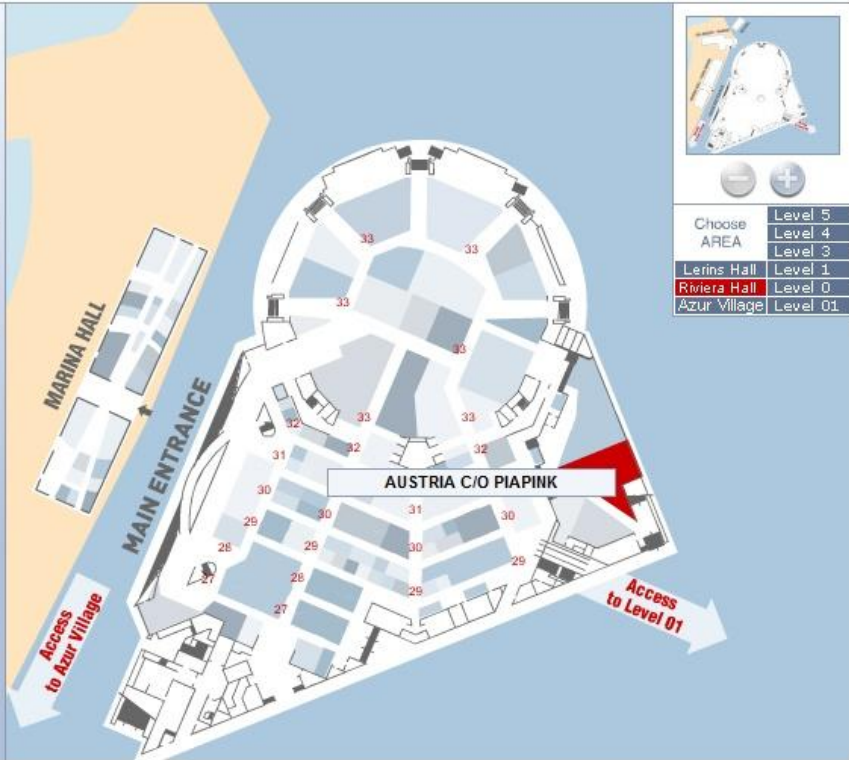 Choose
AREA
Level 5
Level 4
Level 3
Lerins Hall
Level 1
Riviera Hall
Level 0
Azur Village
Level 01
MARINA HALL
MAIN ENTRANCE
33
33
33
33
33
33
32
32
32
31
AUSTRIA C/O PIAPINK
30
31
30
30
29
28
29
30
29
27
28
29
27
Access
to Azur Village
Access
to Level 01